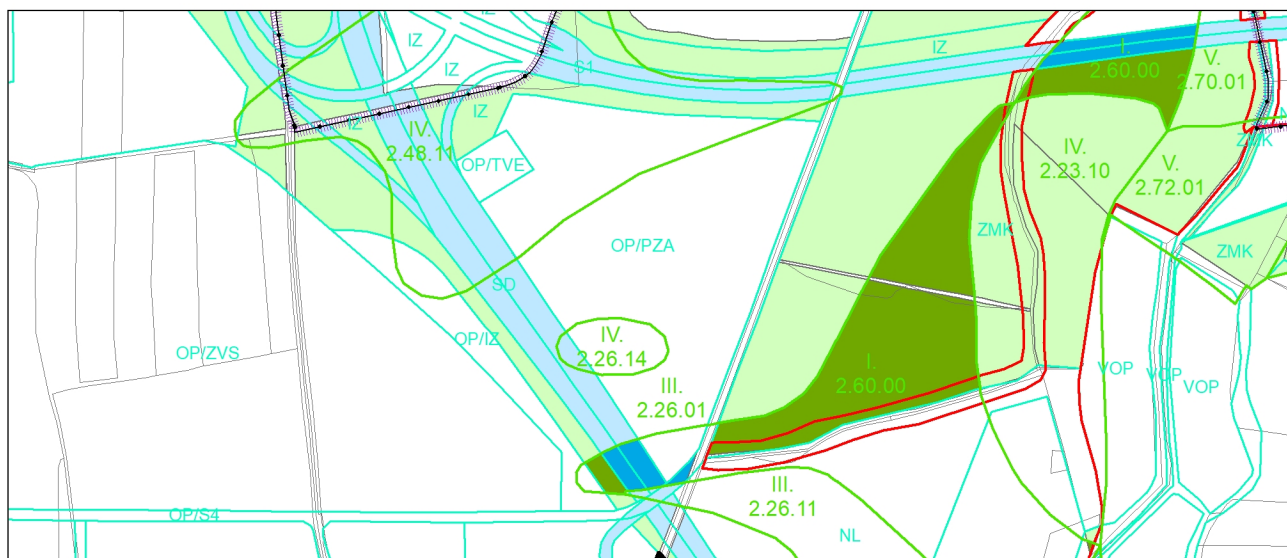 IZ
IZ
IZ
IZ
S1
IZ
IZ
IZ
I.
2.60.00
V.
2.70.01
IV.
2.48.11
OP/TVE
IV.
2.23.10
V.
2.72.01
ZMK
OP/PZA
ZMK
ZMK
SD
OP/IZ
OP/ZVS
IV.
2.26.14
III.
2.26.01
I.
2.60.00
VOP
VOP
VOP
III.
2.26.11
OP/S4
NL